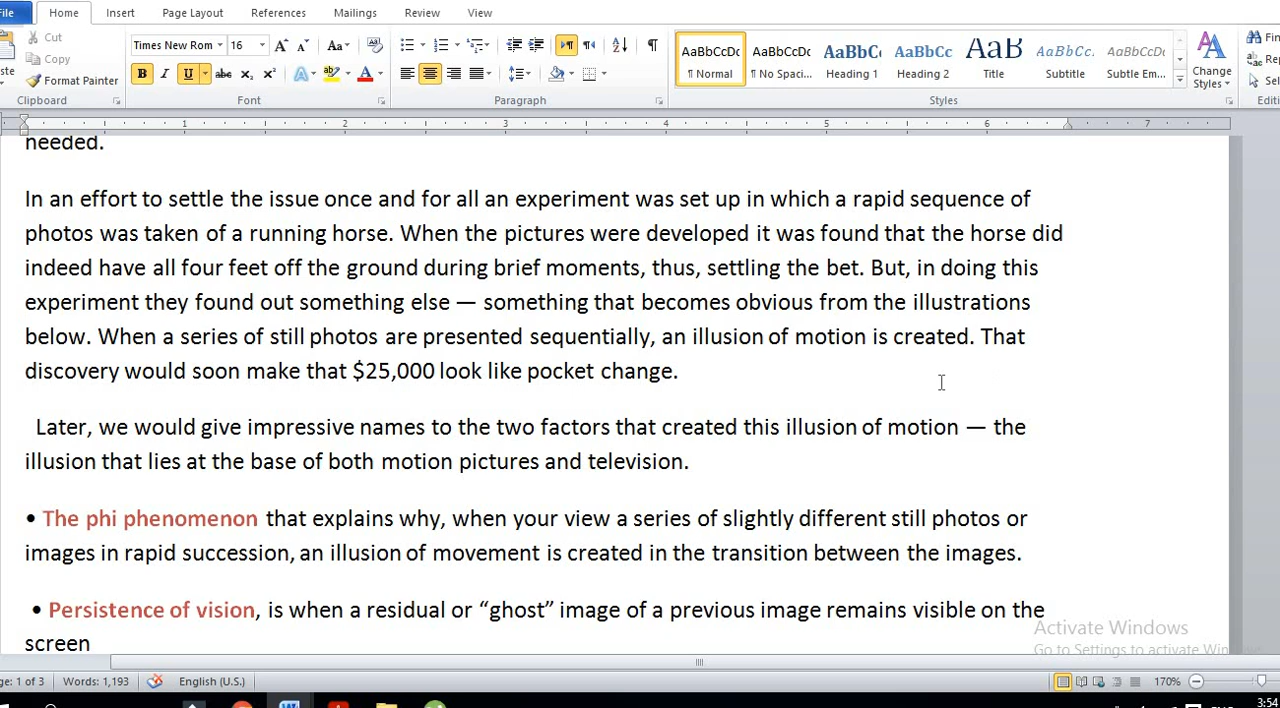 File Home Insert Page Layout References Mailings Review View
Cut
Copy
Format Painter
Clipboard
Times New Rom 16
Font
Paragraph
AaBbCcDc AaBbCcDc AaBbC AaBbCc AaB AaBbCc. AaBbCcDc
¶ Normal ¶ No Spaci... Heading 1 Heading 2 Title Subtitle Subtle Em...
Change
Styles
Styles
1 2 3 4 5 6 7
needed.
In an effort to settle the issue once and for all an experiment was set up in which a rapid sequence of
photos was taken of a running horse. When the pictures were developed it was found that the horse did
indeed have all four feet off the ground during brief moments, thus, settling the bet. But, in doing this
experiment they found out something else — something that becomes obvious from the illustrations
below. When a series of still photos are presented sequentially, an illusion of motion is created. That
discovery would soon make that $25,000 look like pocket change.
Later, we would give impressive names to the two factors that created this illusion of motion — the
illusion that lies at the base of both motion pictures and television.
• The phi phenomenon that explains why, when your view a series of slightly different still photos or
images in rapid succession, an illusion of movement is created in the transition between the images.
• Persistence of vision, is when a residual or “ghost” image of a previous image remains visible on the
screen
Activate Windows
Go to Settings to activate Win
ge: 1 of 3 Words: 1,193 English (U.S.) 170%
3:54